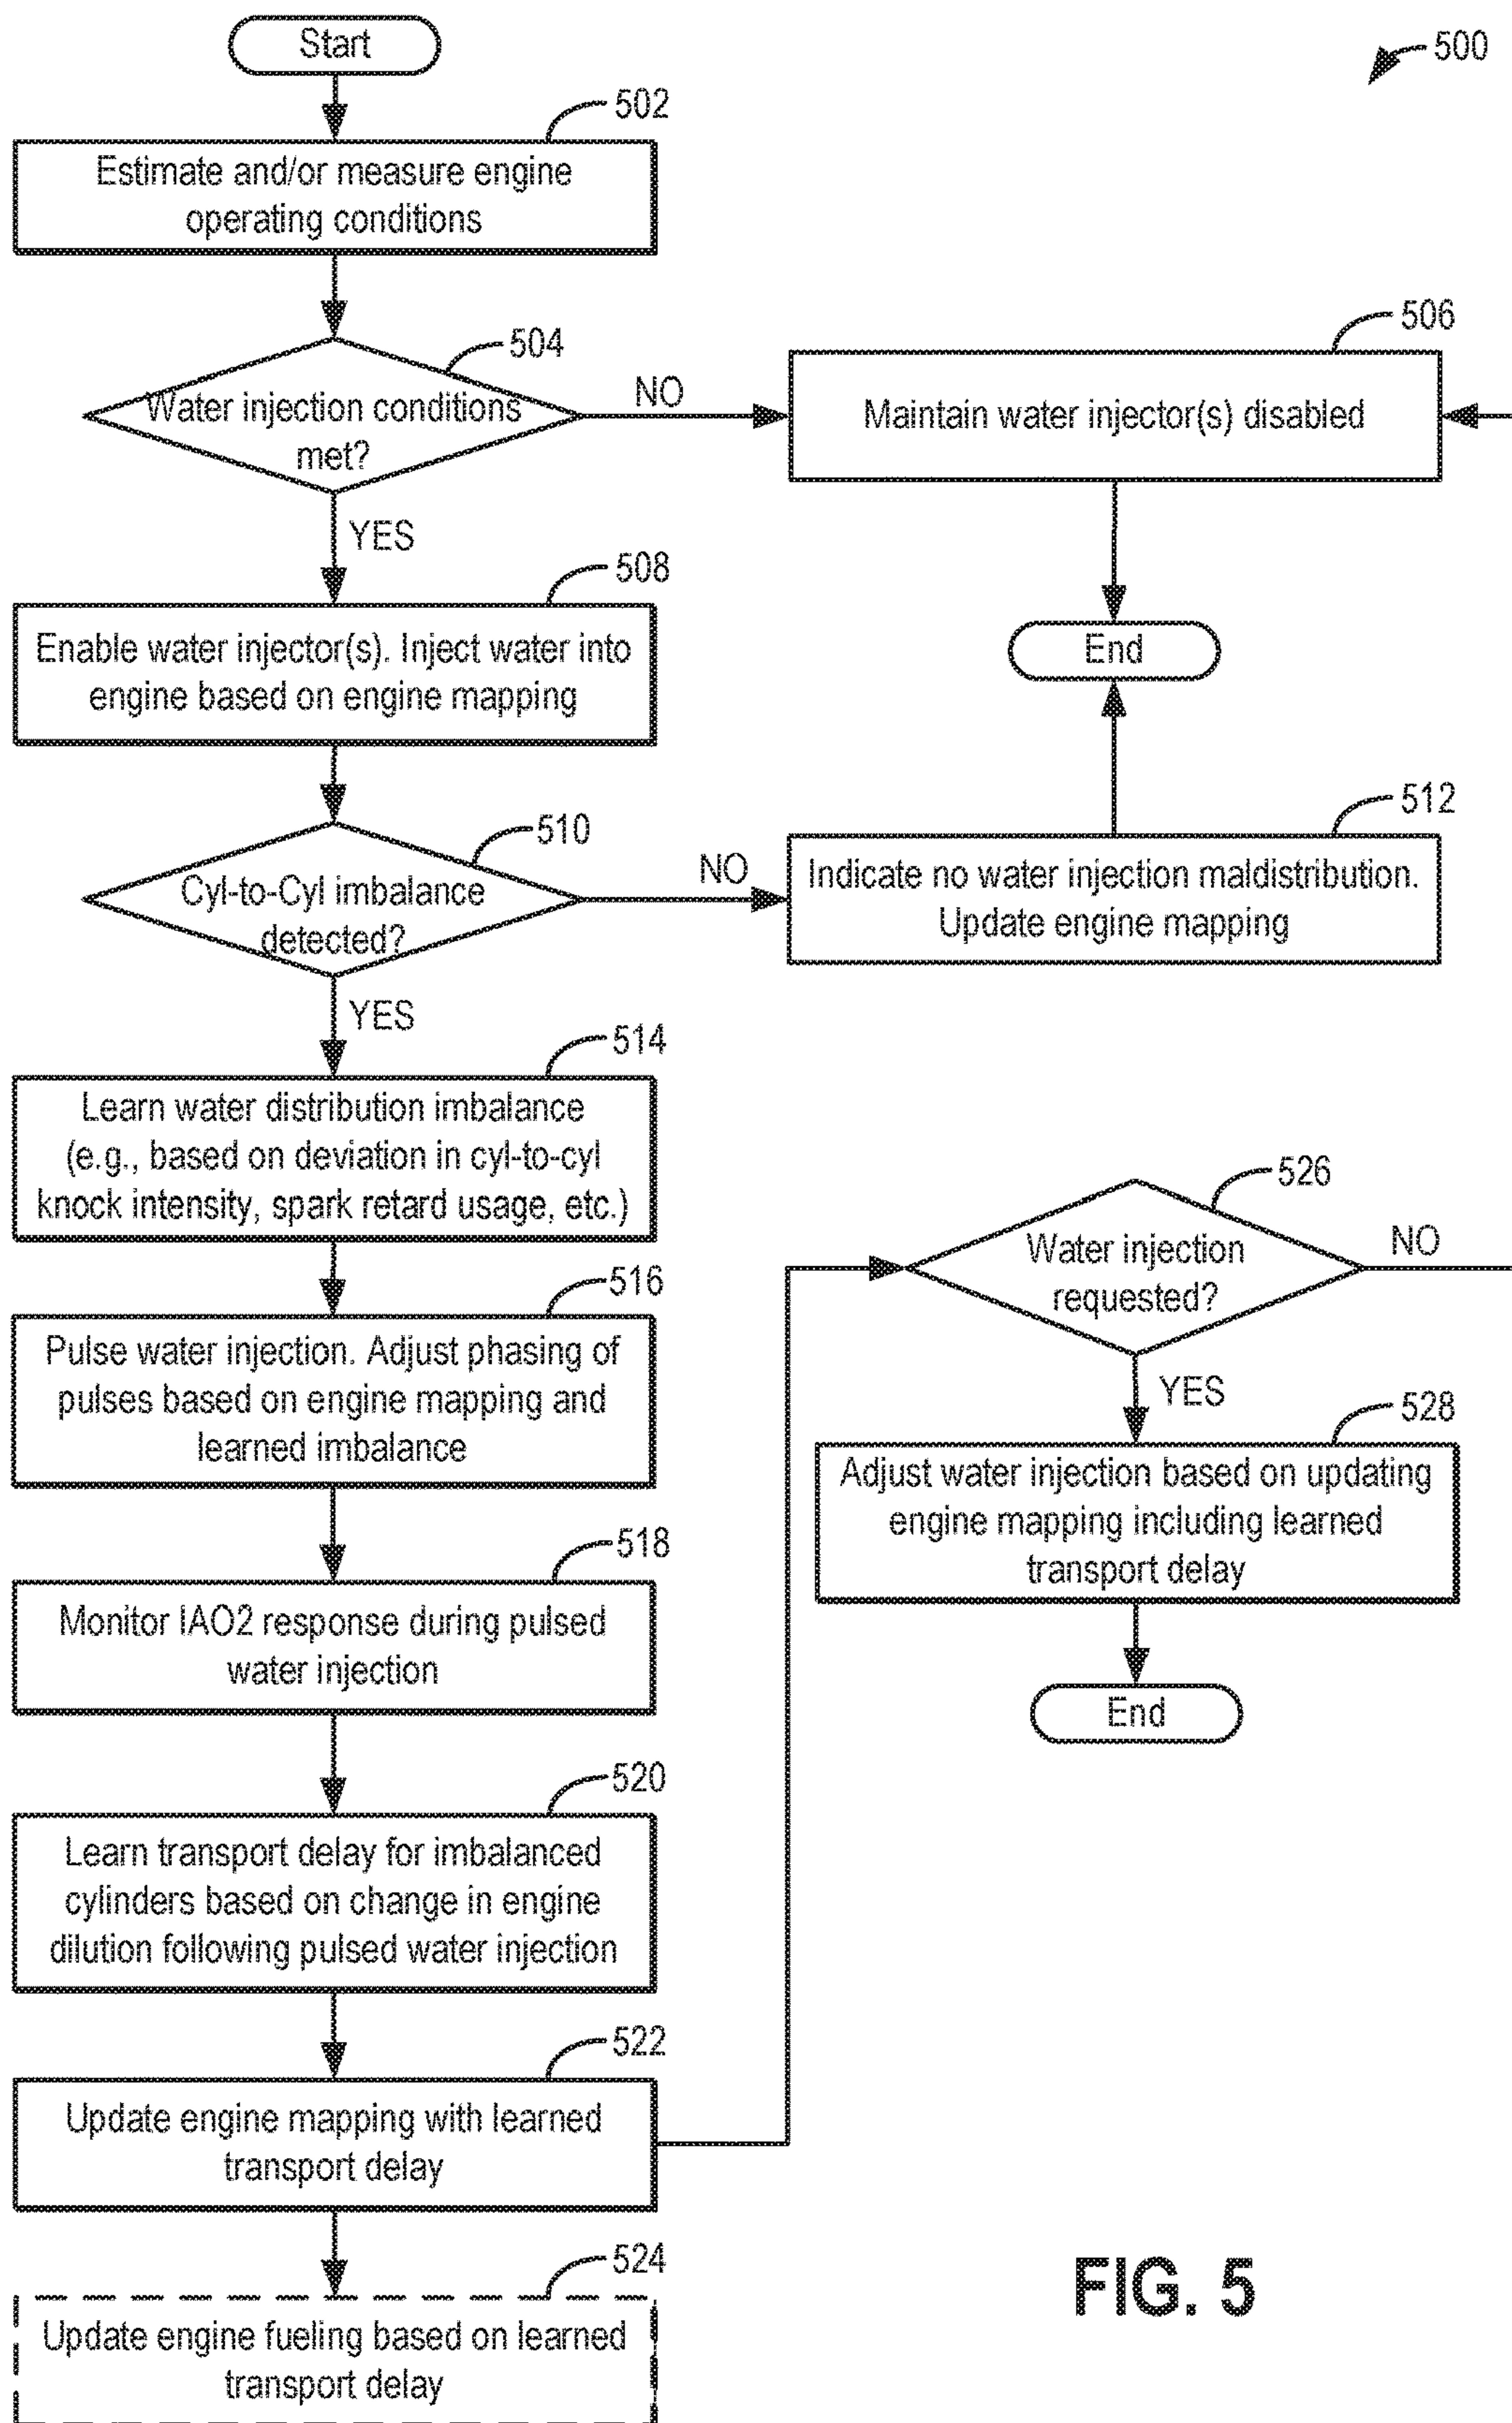 Start
500
502
Estimate and/or measure engine
operating conditions
504
Water injection conditions
met?
NO
506
Maintain water injector(s) disabled
YES
508
Enable water injector(s). Inject water into
engine based on engine mapping
End
510
Cyl-to-Cyl imbalance
detected?
NO
512
Indicate no water injection maldistribution.
Update engine mapping
YES
514
Learn water distribution imbalance
(e.g., based on deviation in cyl-to-cyl
knock intensity, spark retard usage, etc.)
516
Pulse water injection. Adjust phasing of
pulses based on engine mapping and
learned imbalance
518
Monitor IAO2 response during pulsed
water injection
520
Learn transport delay for imbalanced
cylinders based on change in engine
dilution following pulsed water injection
522
Update engine mapping with learned
transport delay
524
Update engine fueling based on learned
transport delay
526
Water injection
requested?
NO
YES
528
Adjust water injection based on updating
engine mapping including learned
transport delay
End
FIG. 5